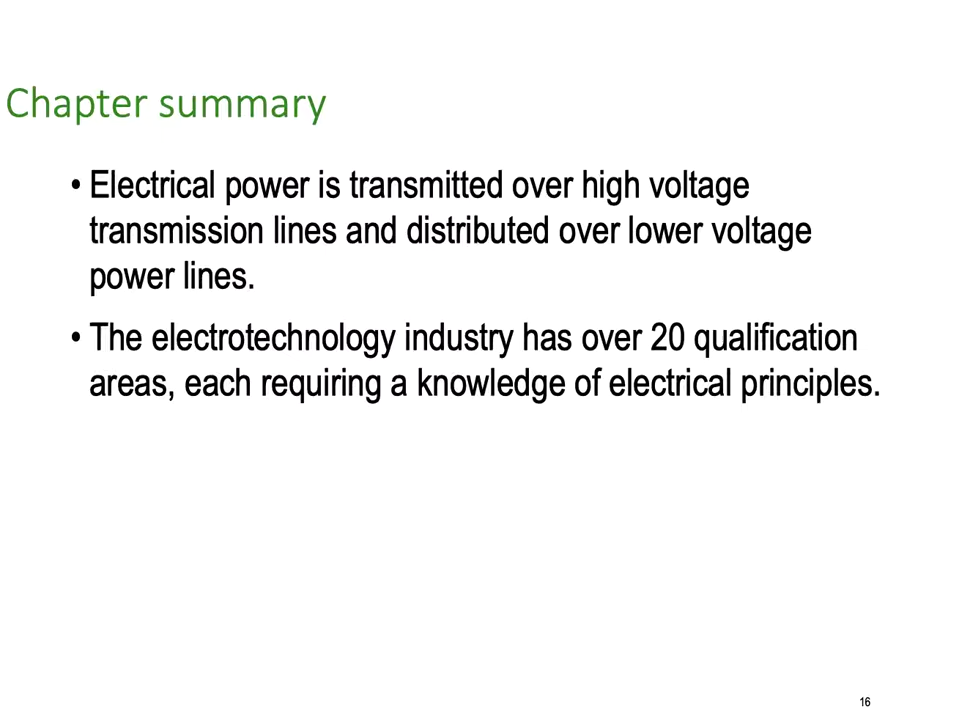 Chapter summary
• Electrical power is transmitted over high voltage
transmission lines and distributed over lower voltage
power lines.
• The electrotechnology industry has over 20 qualification
areas, each requiring a knowledge of electrical principles.
16